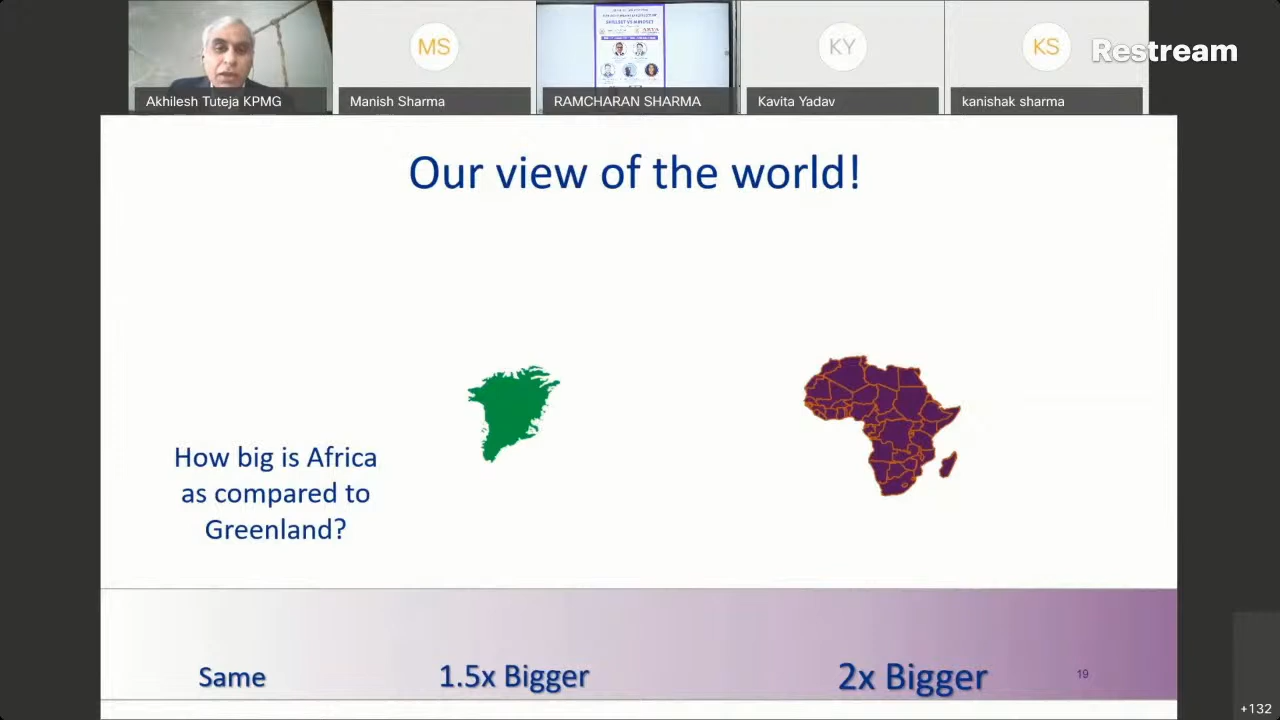 MS
KY
KS
Restream
Akhilesh Tuteja KPMG
Manish Sharma
RAMCHARAN SHARMA
Kavita Yadav
kanishak sharma
Our view of the world!
How big is Africa
as compared to
Greenland?
Same
1.5x Bigger
2x Bigger
19
+132